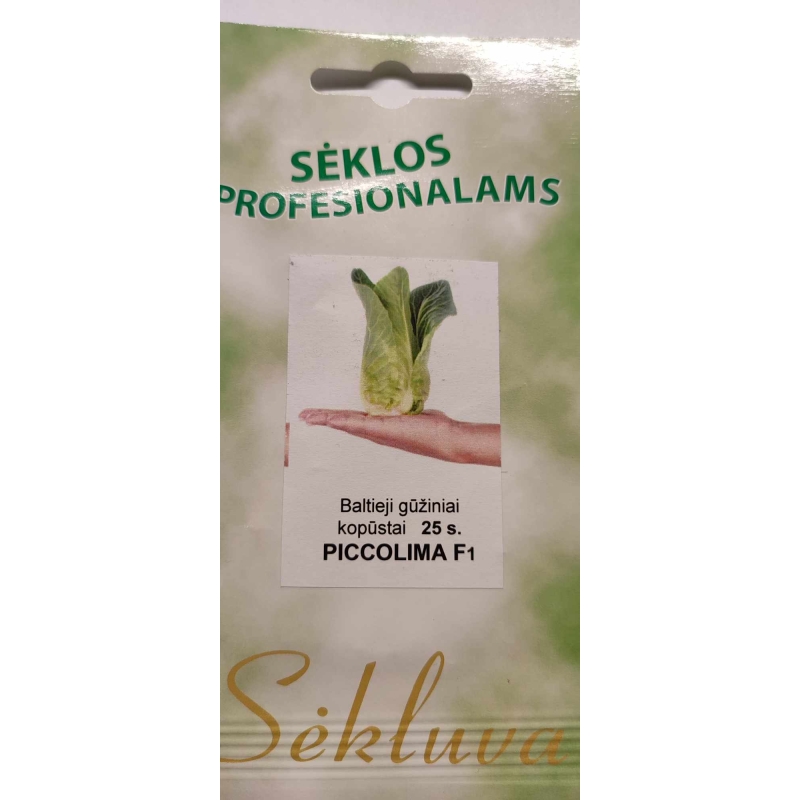 SĖKLOS
PROFESIONALAMS
Baltieji gūžiniai
kopūstai 25 s.
PICCOLIMA F1
Sėkluva